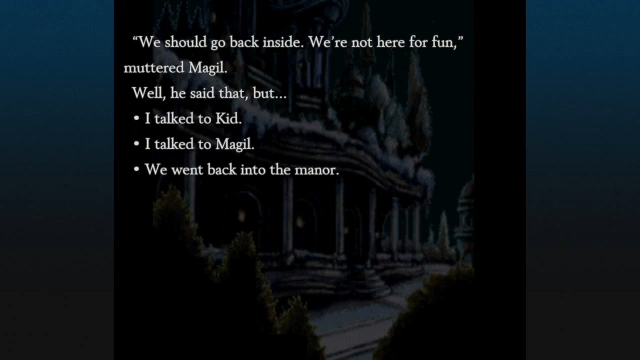 “We should go back inside. We’re not here for fun,”
muttered Magil.
Well, he said that, but...
• I talked to Kid.
• I talked to Magil.
• We went back into the manor.